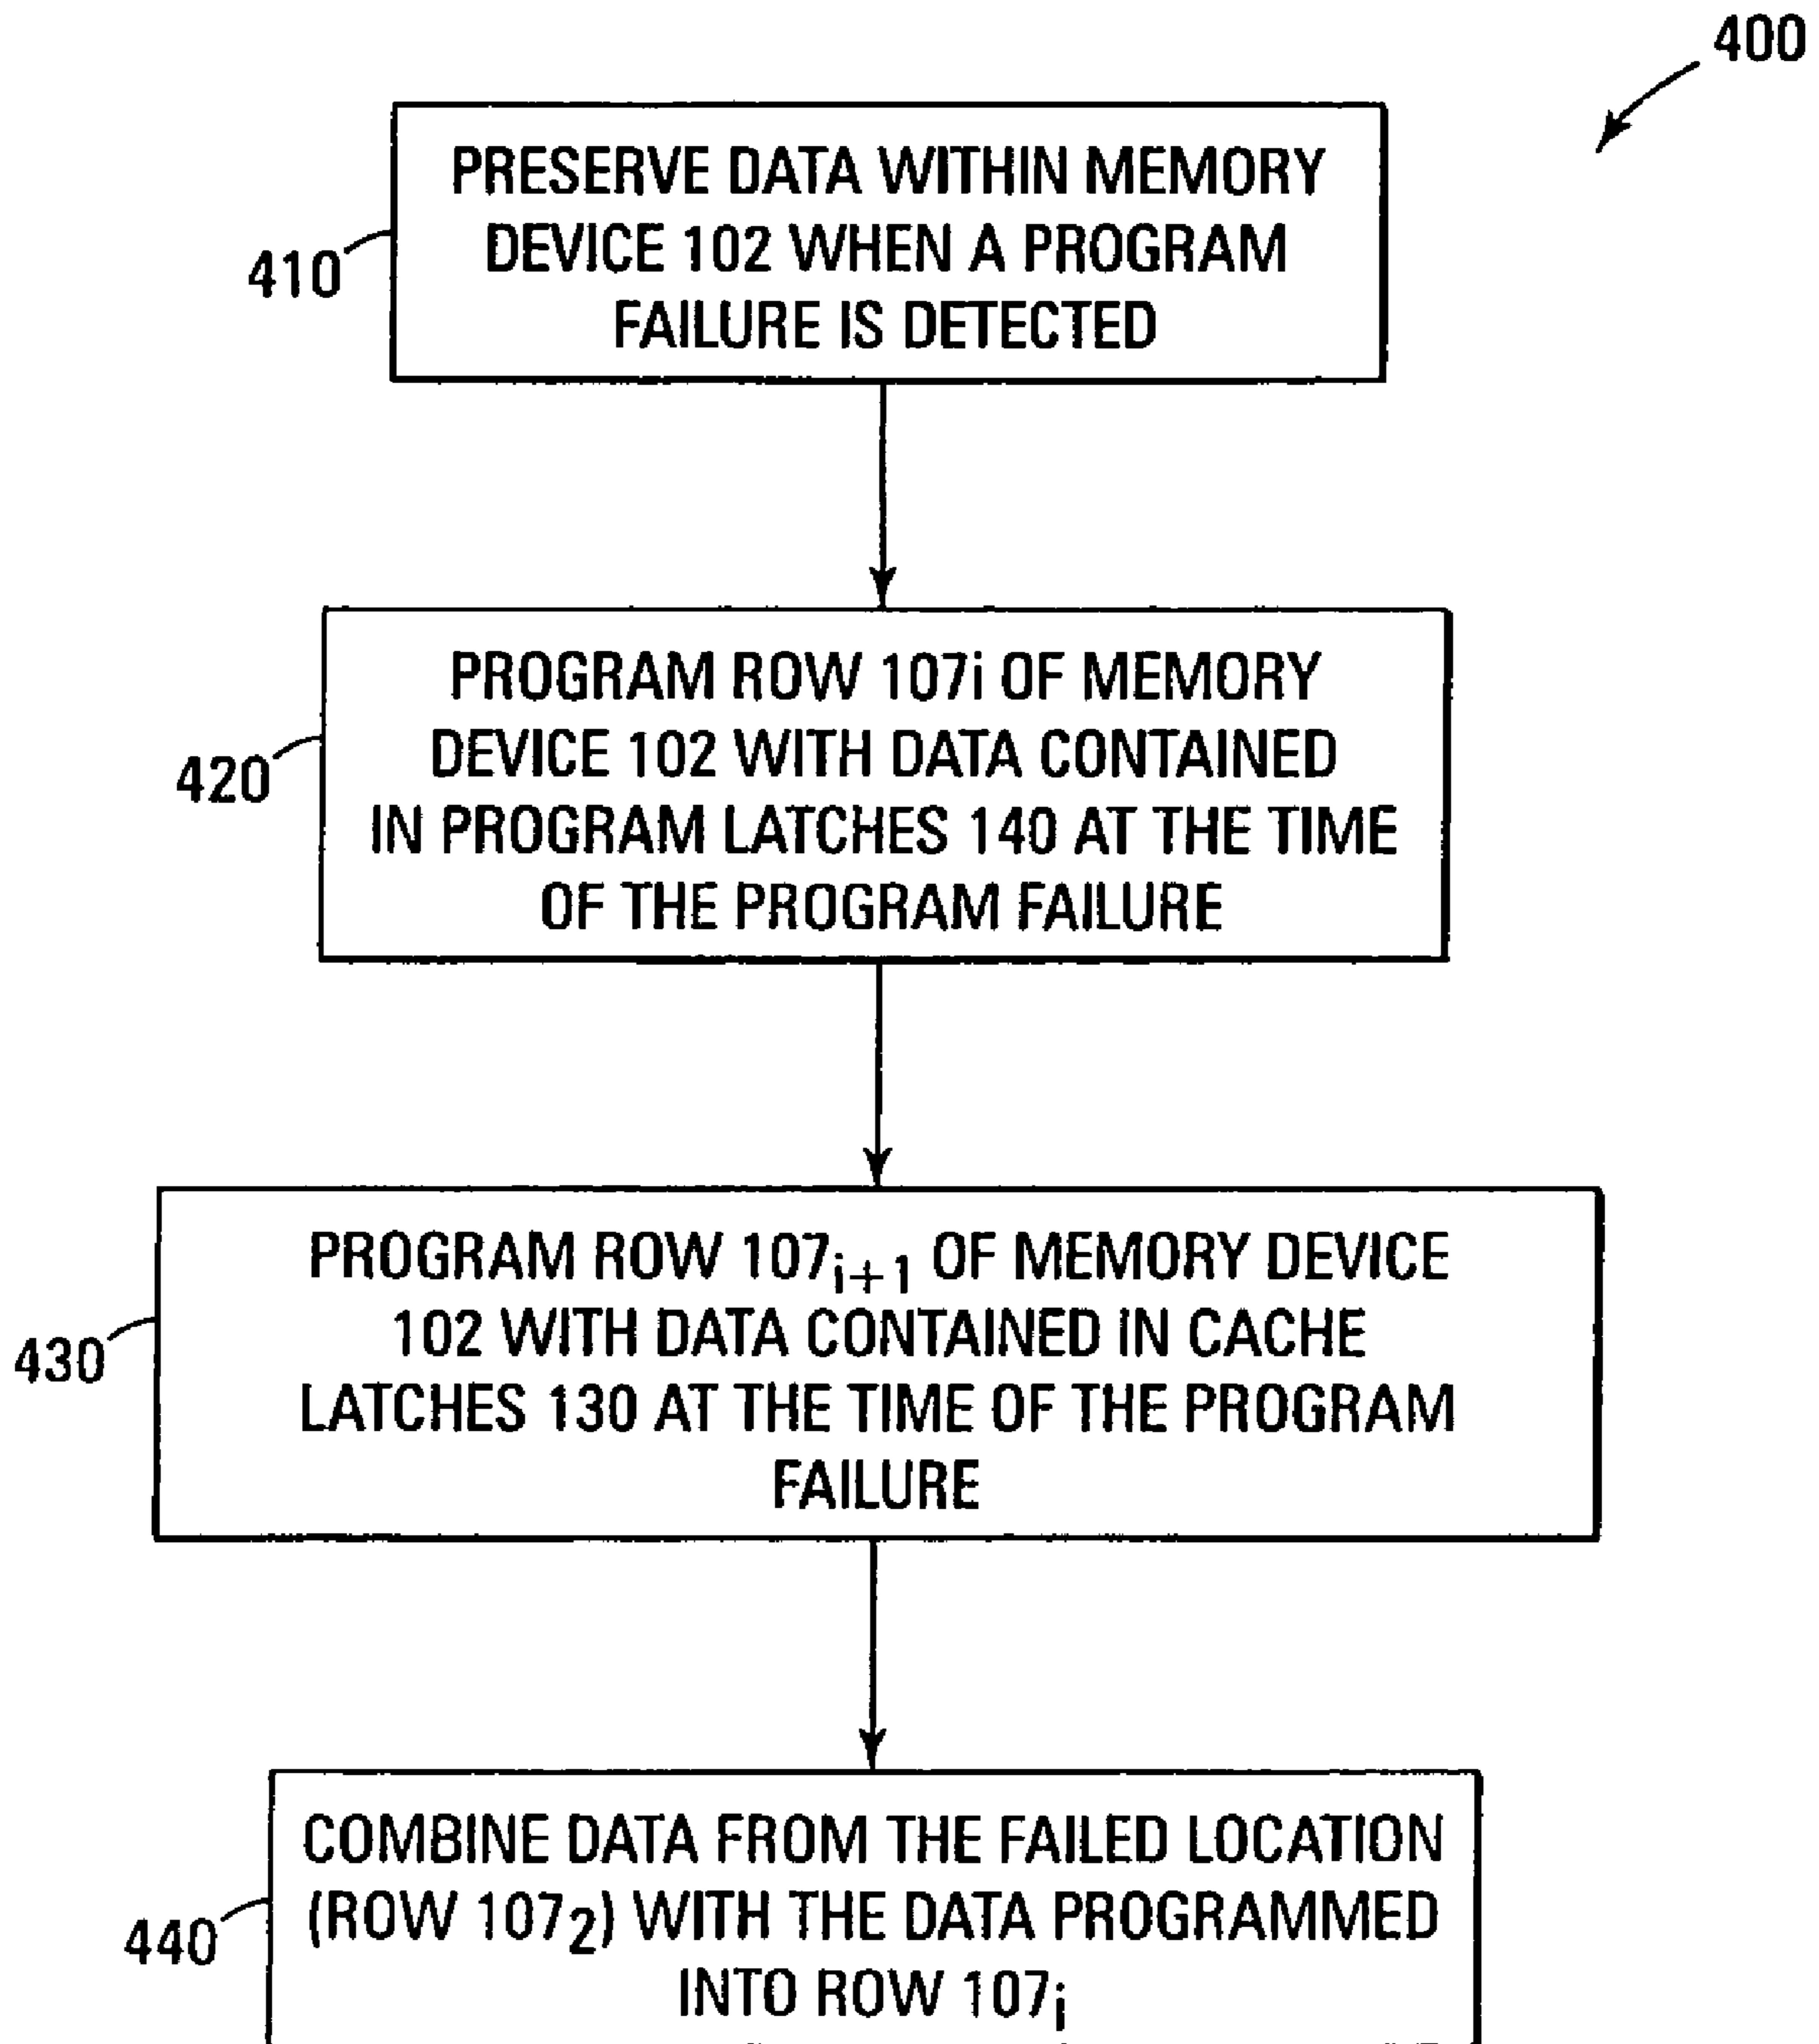 400
PRESERVE DATA WITHIN MEMORY
DEVICE 102 WHEN A PROGRAM
FAILURE IS DETECTED
410
PROGRAM ROW 107i OF MEMORY
DEVICE 102 WITH DATA CONTAINED
IN PROGRAM LATCHES 140 AT THE TIME
OF THE PROGRAM FAILURE
420
PROGRAM ROW 107i+1 OF MEMORY DEVICE
102 WITH DATA CONTAINED IN CACHE
LATCHES 130 AT THE TIME OF THE PROGRAM
FAILURE
430
COMBINE DATA FROM THE FAILED LOCATION
(ROW 1072) WITH THE DATA PROGRAMMED
INTO ROW 107i
440